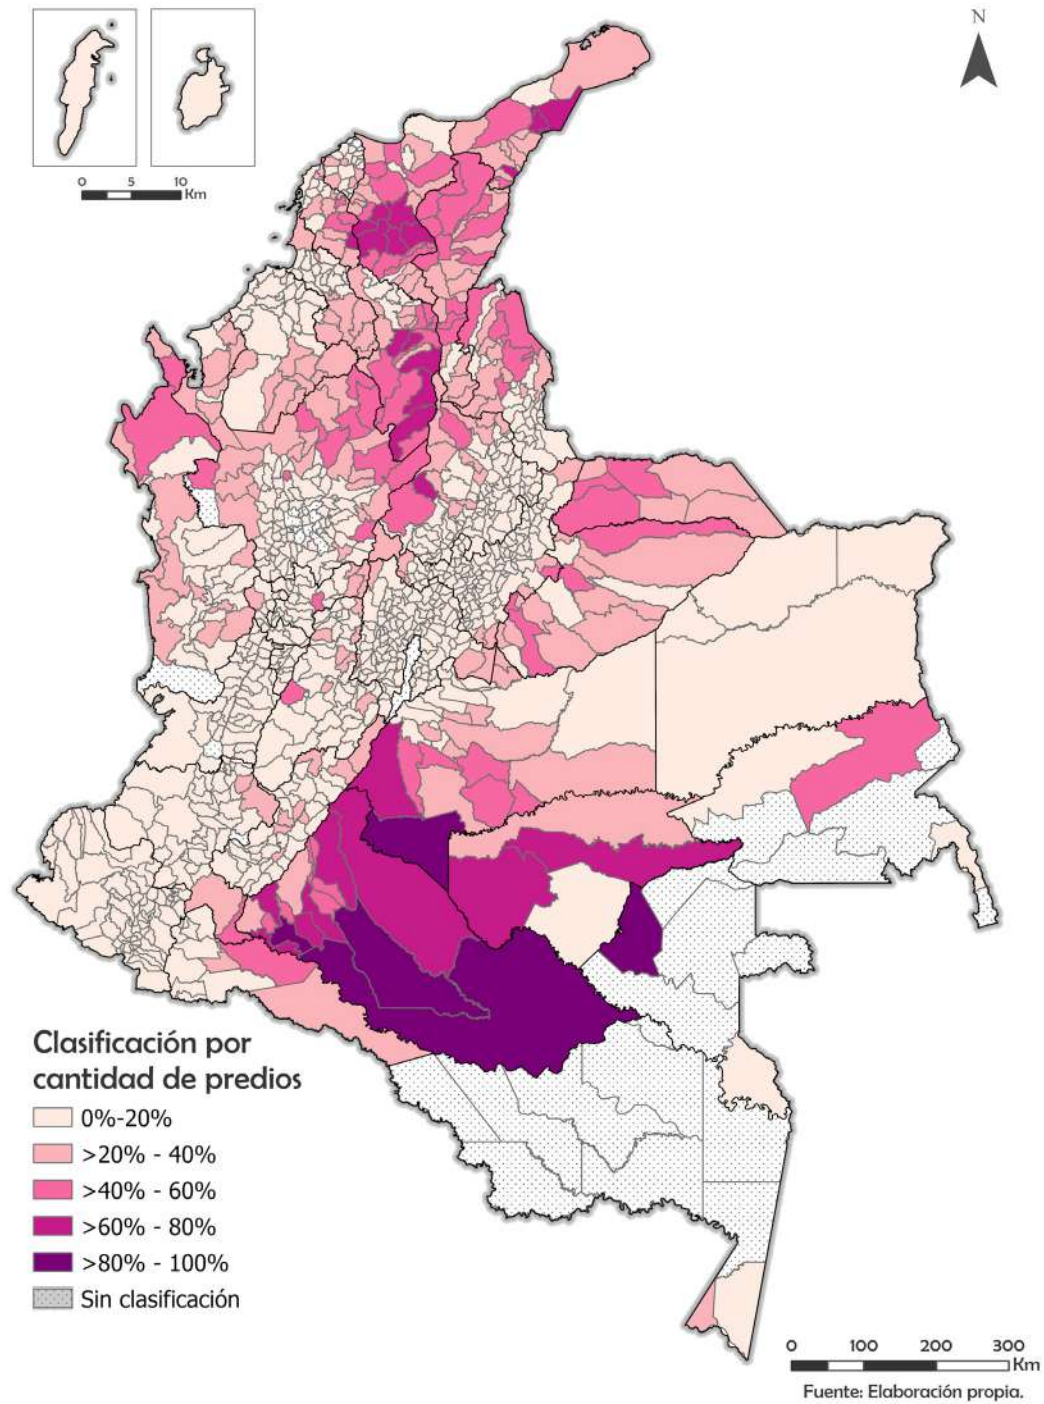 N
0 5 10
Km
Clasificación por
cantidad de predios
0%-20%
>20% - 40%
>40% - 60%
>60% - 80%
>80% - 100%
Sin clasificación
0 100 200 300
Km
Fuente: Elaboración propia.